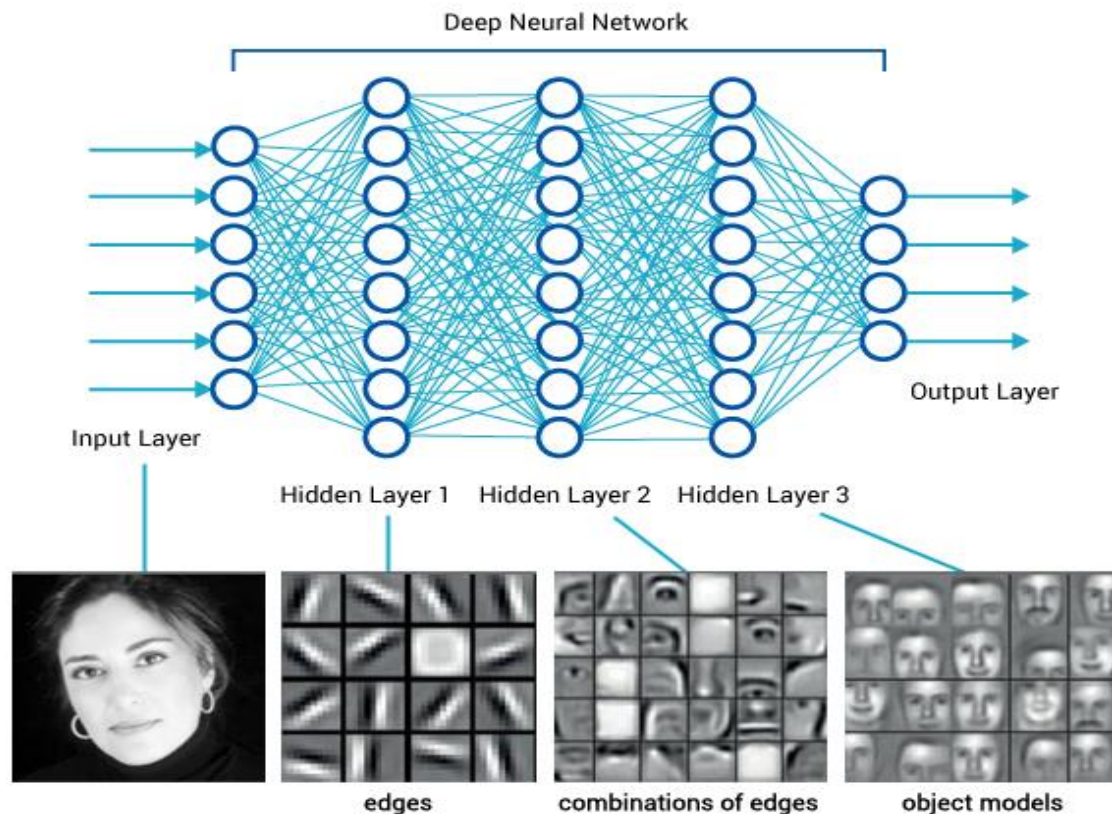 Deep Neural Network
Input Layer
Output Layer
Hidden Layer 1
Hidden Layer 2
Hidden Layer 3
edges
combinations of edges
object models